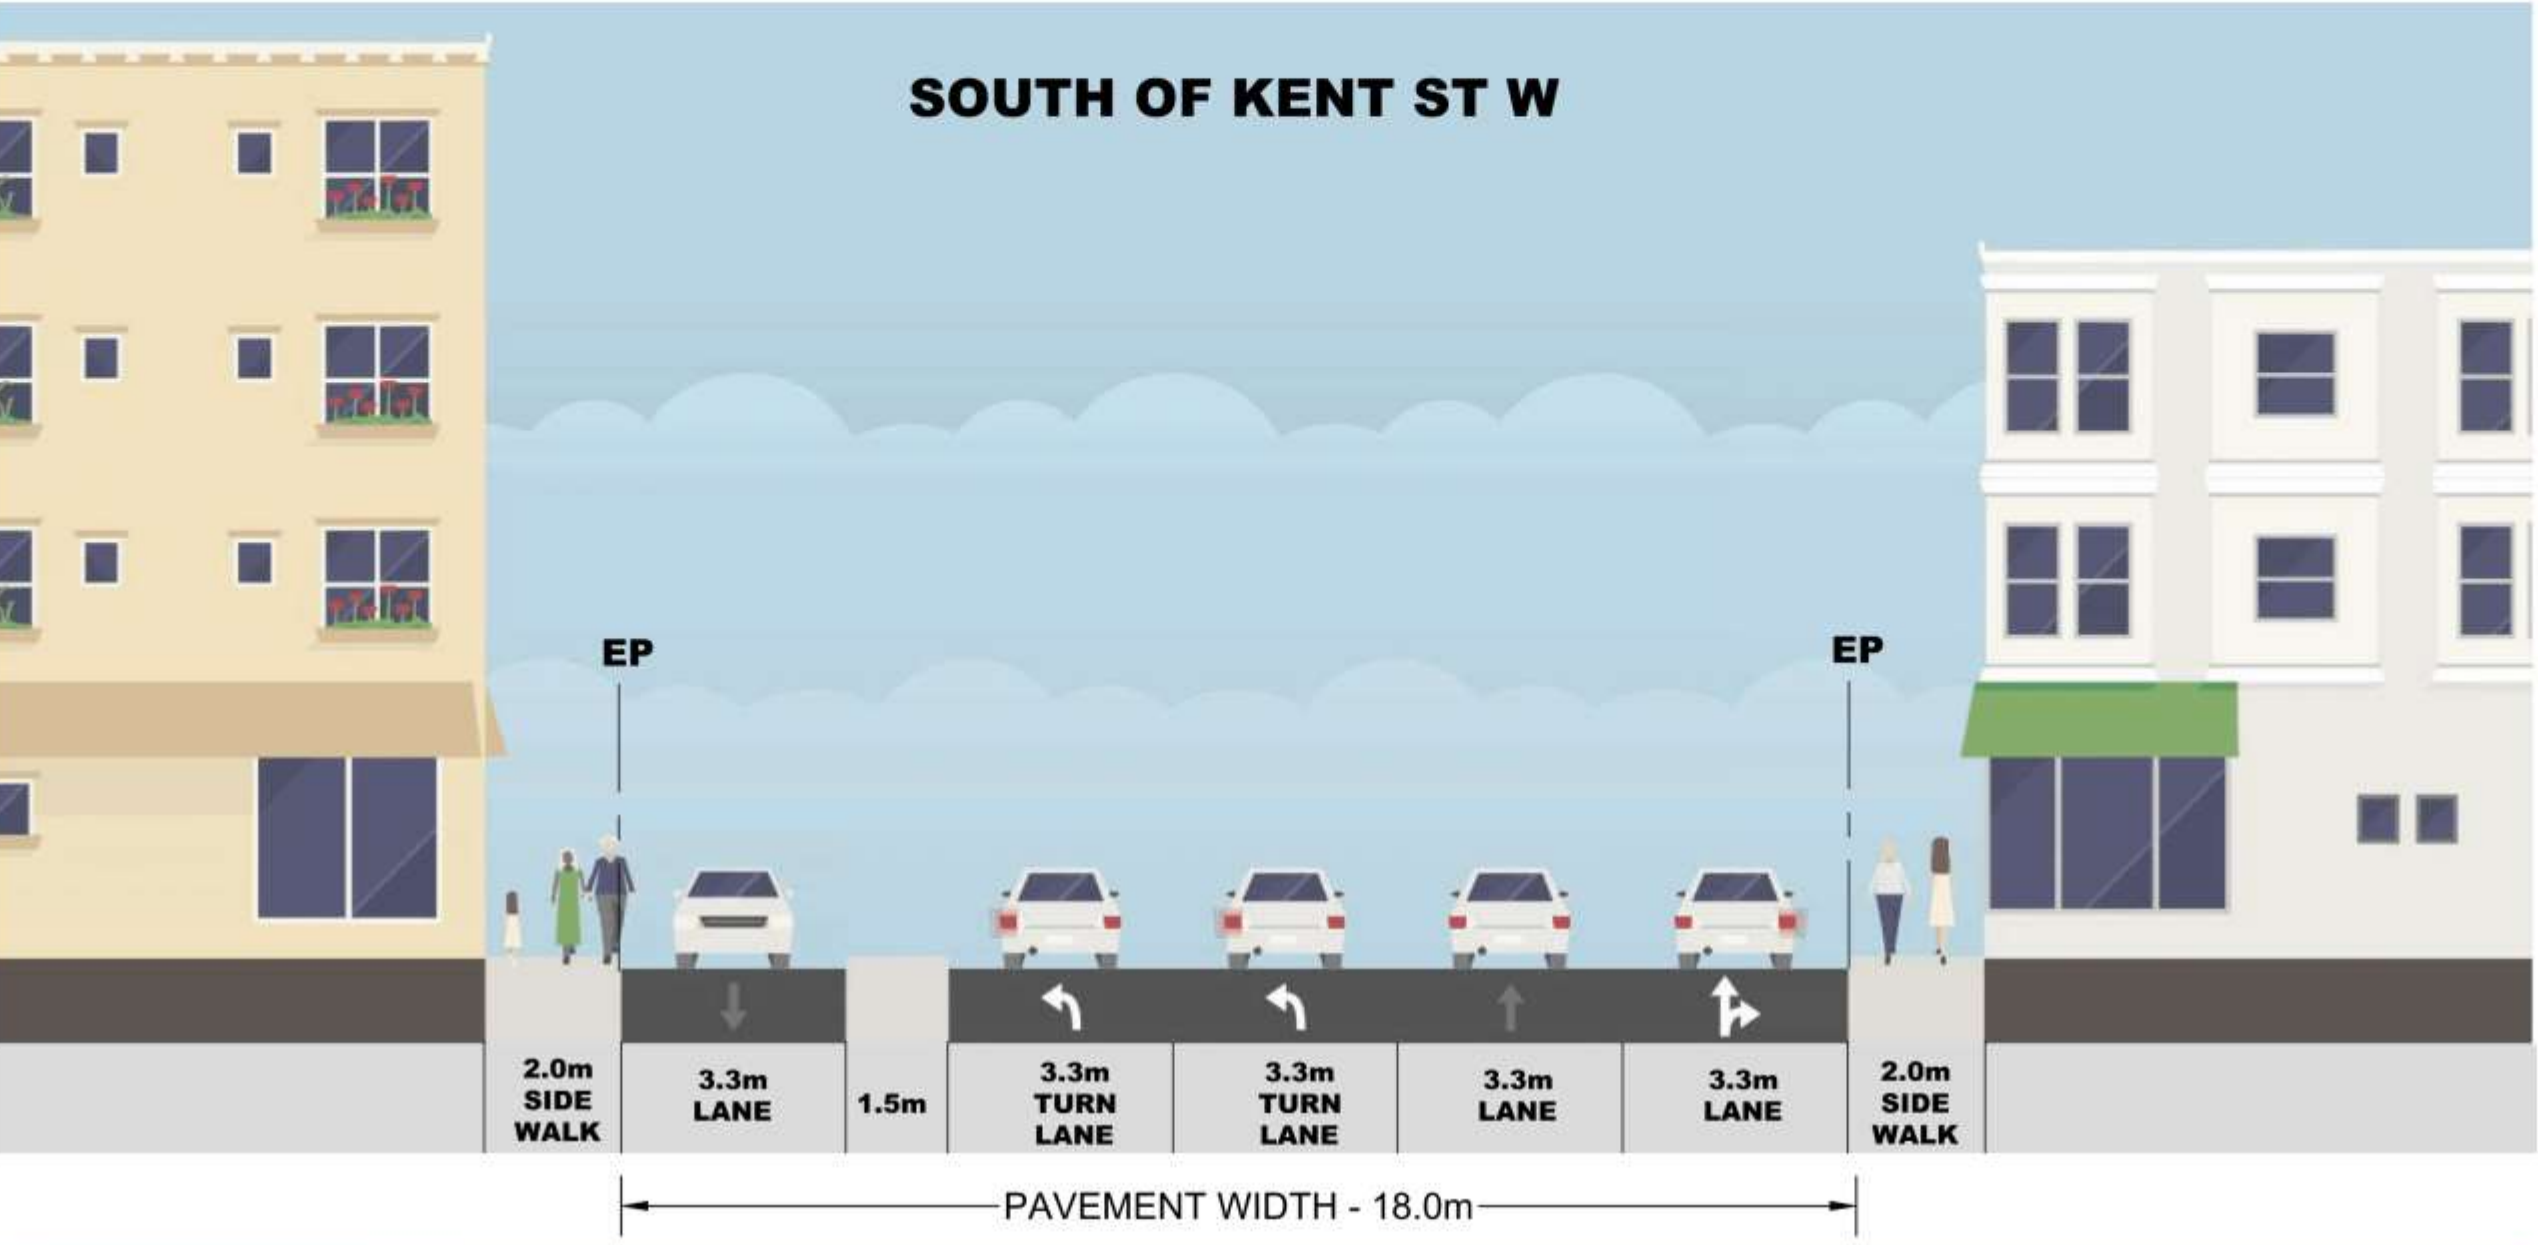 SOUTH OF KENT ST W
EP
EP
2.0m
SIDE
WALK
3.3m
LANE
1.5m
3.3m
TURN
LANE
3.3m
TURN
LANE
3.3m
LANE
3.3m
LANE
2.0m
SIDE
WALK
PAVEMENT WIDTH - 18.0m